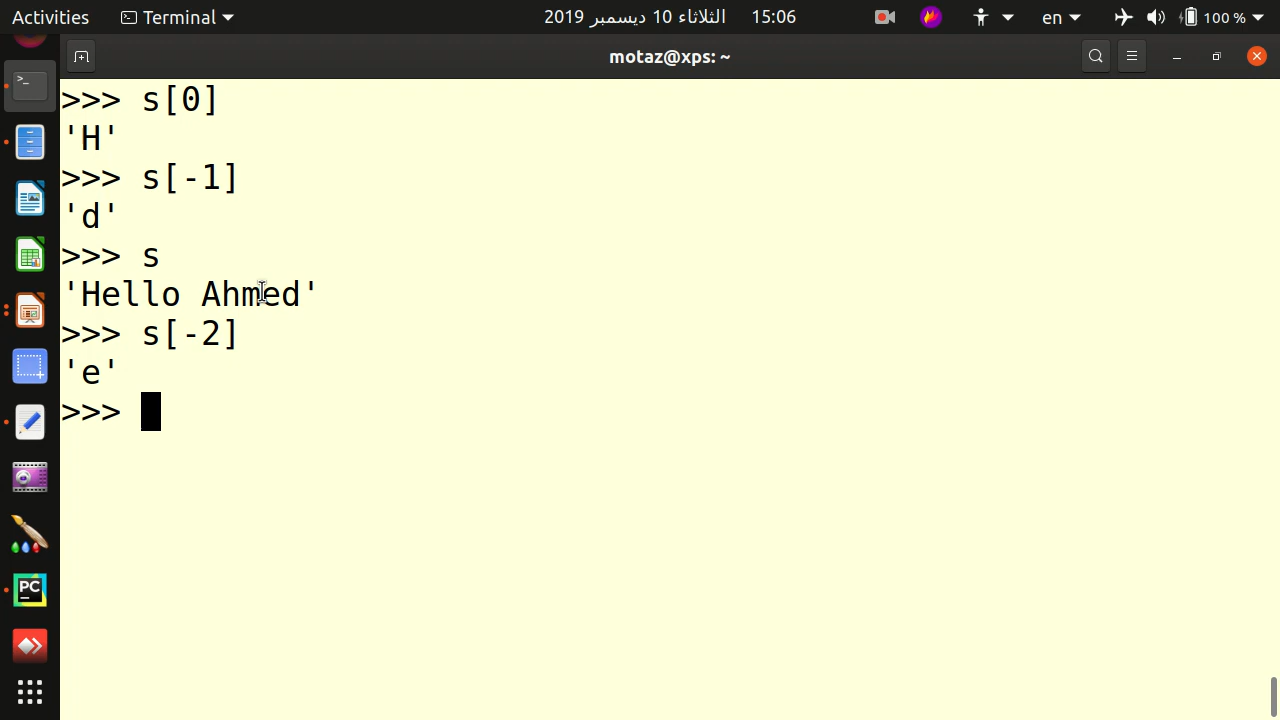 Activities Terminal 2019 الثلاثاء 10 ديسمبر 15:06 en 100 %
motaz@xps: ~
>>> s[0]
'H'
>>> s[-1]
'd'
>>> s
'Hello Ahmed'
>>> s[-2]
'e'
>>>
PC